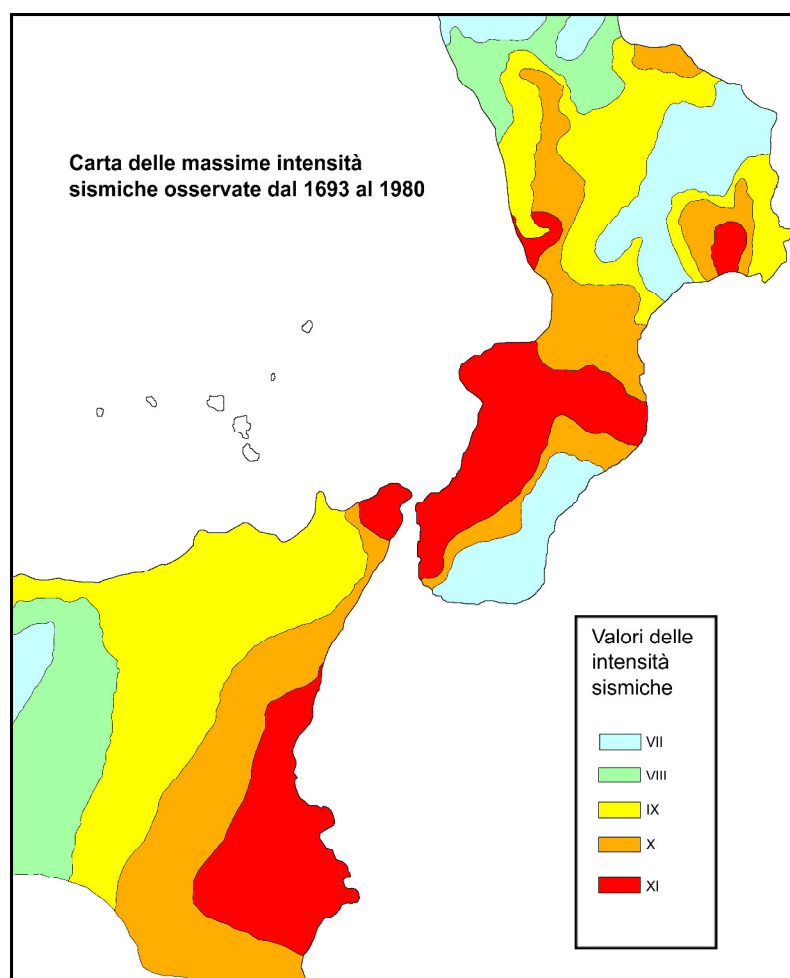 Carta delle massime intensità
sismiche osservate dal 1693 al 1980
Valori delle
intensità
sismiche
VII
VIII
IX
X
XI